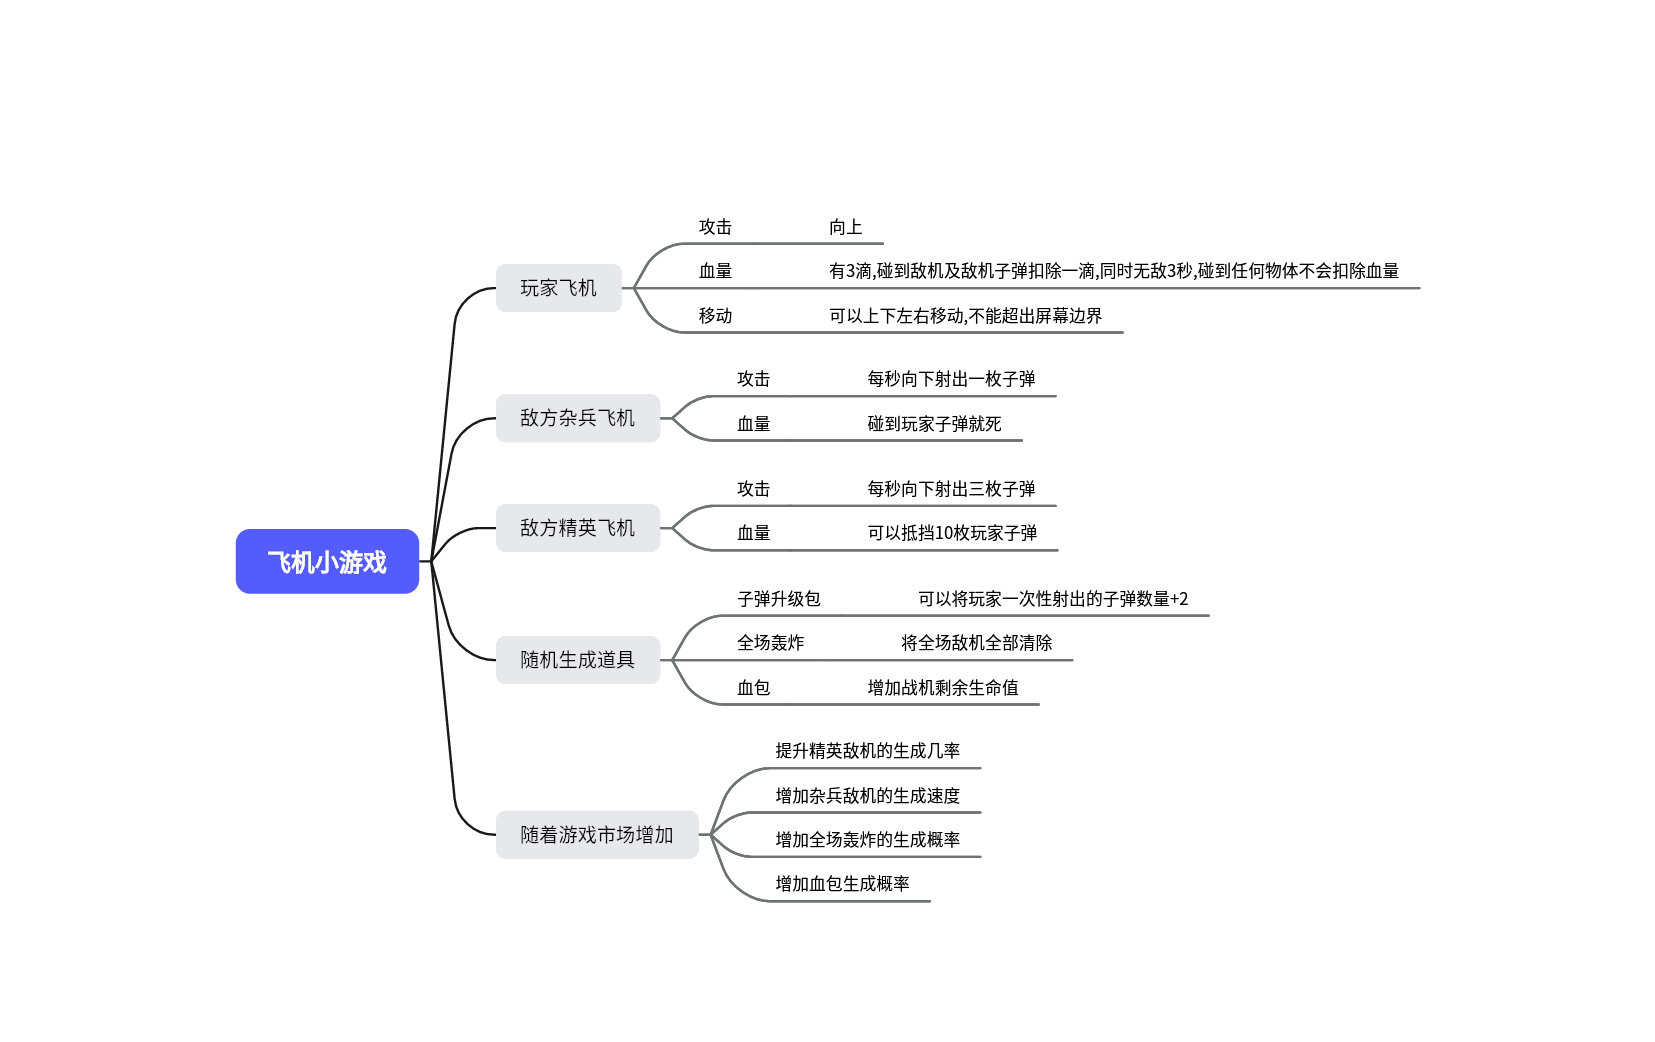 飞机小游戏
玩家飞机
攻击
向上
血量
有3滴,碰到敌机及敌机子弹扣除一滴,同时无敌3秒,碰到任何物体不会扣除血量
移动
可以上下左右移动,不能超出屏幕边界
敌方杂兵飞机
攻击
每秒向下射出一枚子弹
血量
碰到玩家子弹就死
敌方精英飞机
攻击
每秒向下射出三枚子弹
血量
可以抵挡10枚玩家子弹
随机生成道具
子弹升级包
可以将玩家一次性射出的子弹数量+2
全场轰炸
将全场敌机全部清除
血包
增加战机剩余生命值
随着游戏市场增加
提升精英敌机的生成几率
增加杂兵敌机的生成速度
增加全场轰炸的生成概率
增加血包生成概率